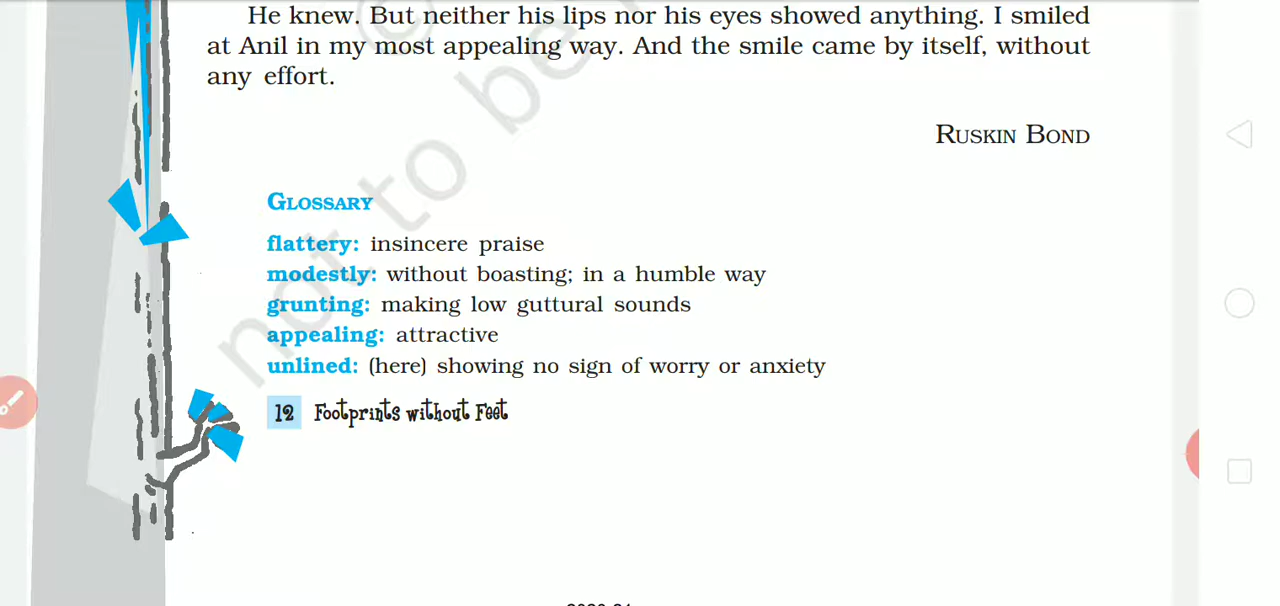 He knew. But neither his lips nor his eyes showed anything. I smiled
at Anil in my most appealing way. And the smile came by itself, without
any effort.
RUSKIN BOND
GLOSSARY
flattery: insincere praise
modestly: without boasting; in a humble way
grunting: making low guttural sounds
appealing: attractive
unlined: (here) showing no sign of worry or anxiety
12 Footprints without Feet
not to be